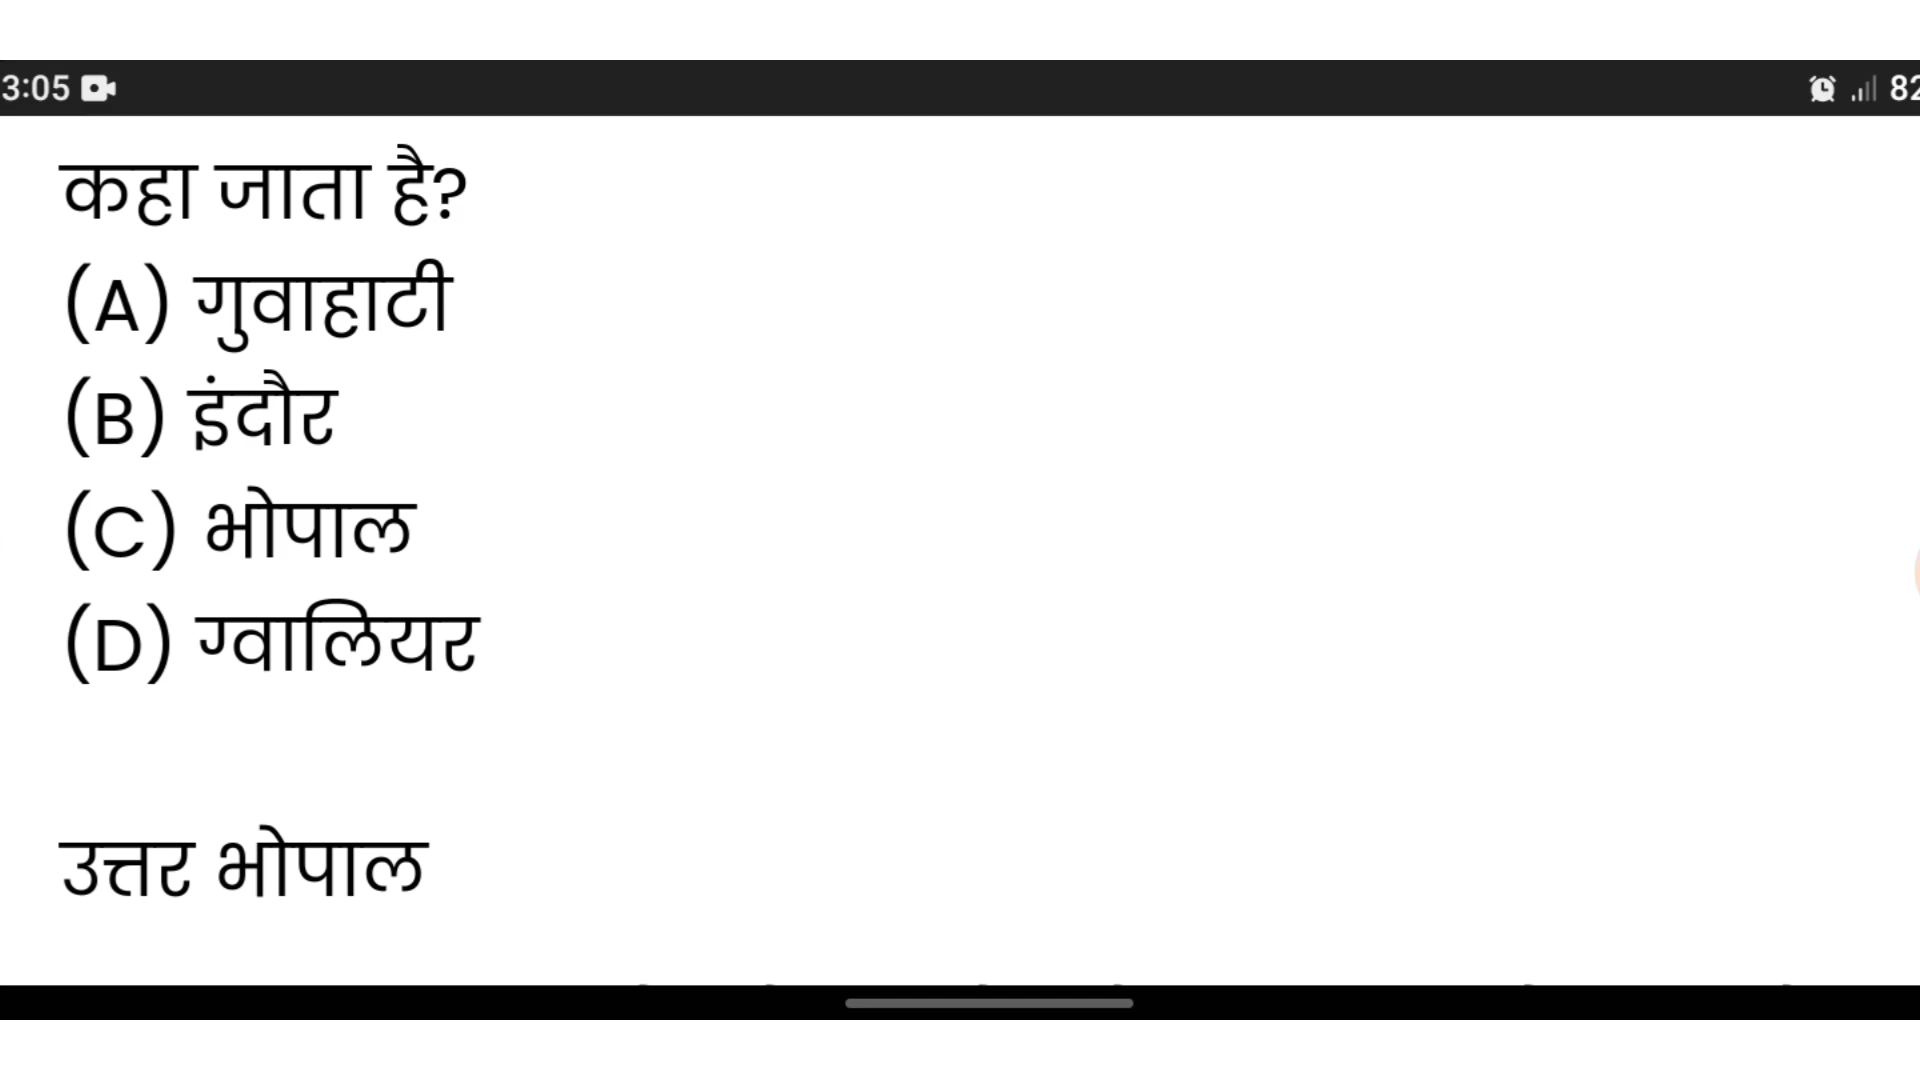 3:05 82
कहा जाता है?
(A) गुवाहाटी
(B) इंदौर
(C) भोपाल
(D) ग्वालियर
उत्तर भोपाल